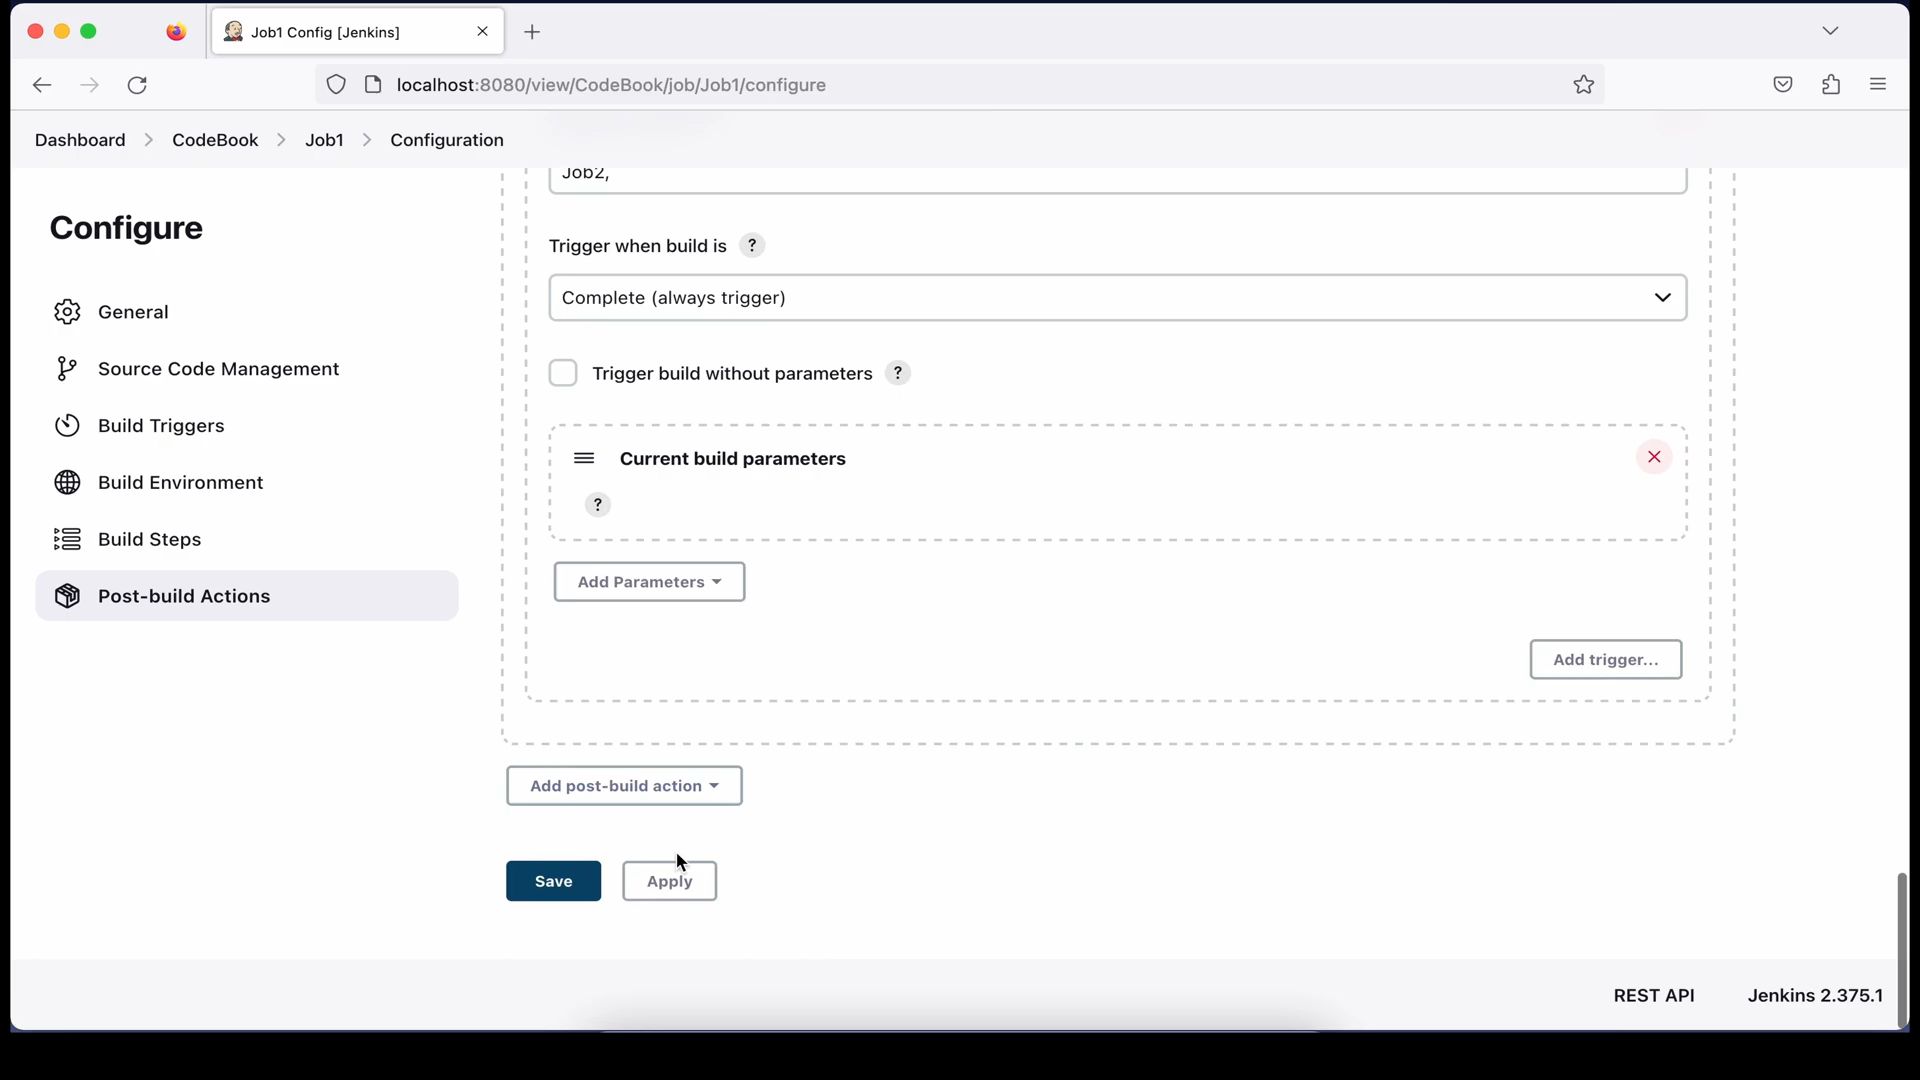 Job1 Config [Jenkins]
localhost:8080/view/CodeBook/job/Job1/configure
Dashboard
CodeBook
Job1
Configuration
Job2,
Configure
Trigger when build is ?
General
Complete (always trigger)
Source Code Management
Trigger build without parameters ?
Build Triggers
Current build parameters
Build Environment
?
Build Steps
Add Parameters
Post-build Actions
Add trigger...
Add post-build action
Save
Apply
REST API
Jenkins 2.375.1